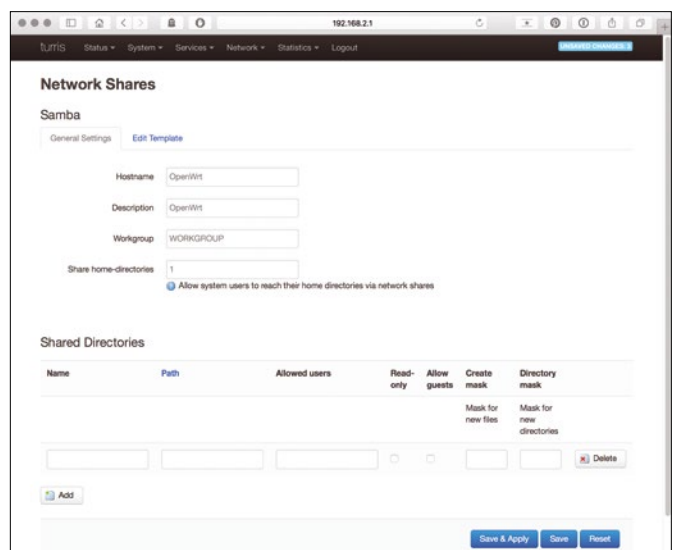 192.168.2.1
turris Status System Services Network Statistics Logout UNSAVED CHANGES: 3
Network Shares
Samba
General Settings Edit Template
Hostname OpenWrt
Description OpenWrt
Workgroup WORKGROUP
Share home-directories 1
Allow system users to reach their home directories via network shares
Shared Directories
Name Path Allowed users Read-only Allow guests Create mask Directory mask
Mask for new files Mask for new directories
Delete
Add
Save & Apply Save Reset